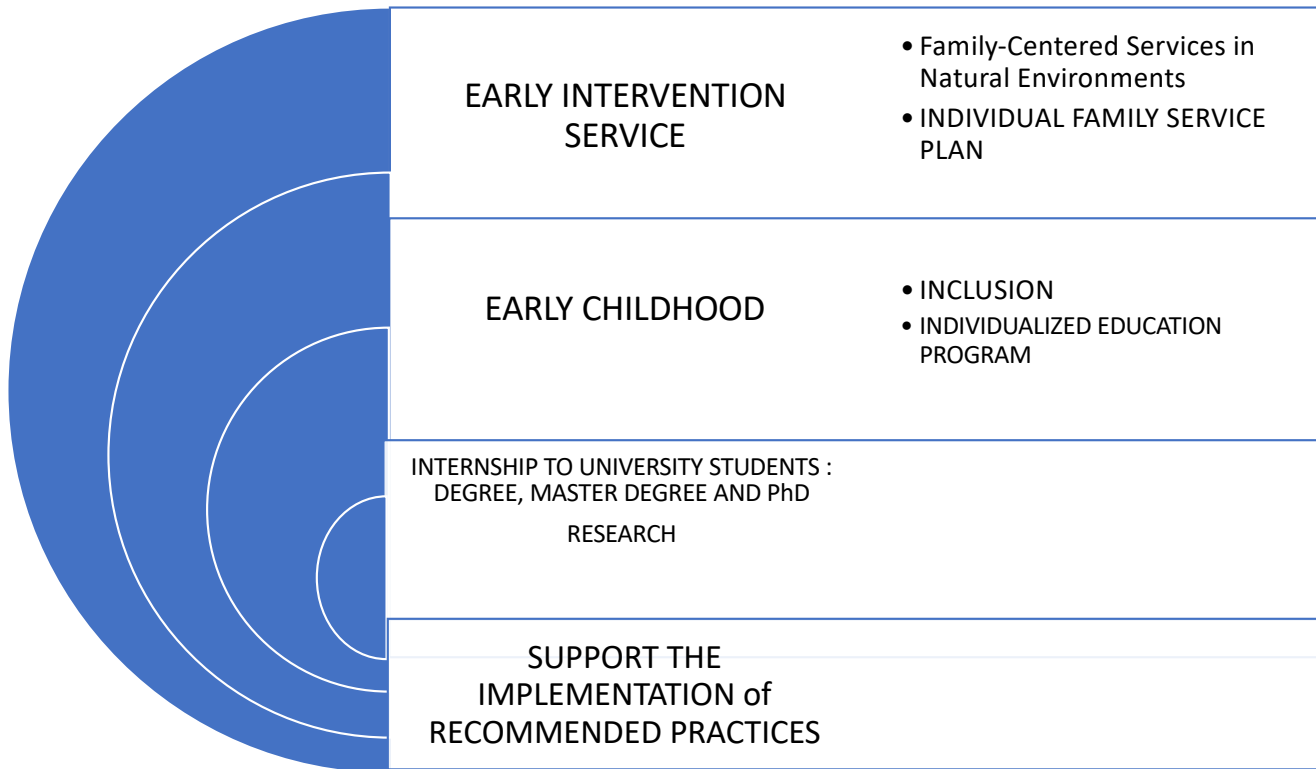 EARLY INTERVENTION
SERVICE
• Family-Centered Services in
Natural Environments
• INDIVIDUAL FAMILY SERVICE
PLAN
EARLY CHILDHOOD
• INCLUSION
• INDIVIDUALIZED EDUCATION
PROGRAM
INTERNSHIP TO UNIVERSITY STUDENTS :
DEGREE, MASTER DEGREE AND PhD
RESEARCH
SUPPORT THE
IMPLEMENTATION of
RECOMMENDED PRACTICES